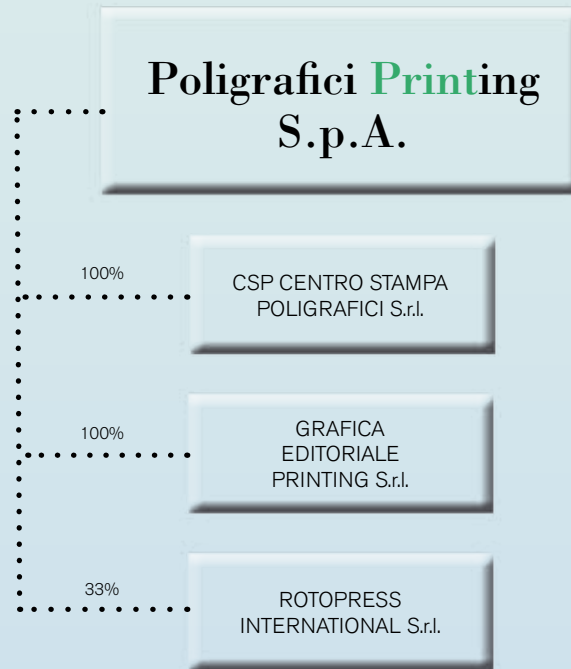 Poligrafici Printing
S.p.A.
100%
CSP CENTRO STAMPA
POLIGRAFICI S.r.l.
100%
GRAFICA
EDITORIALE
PRINTING S.r.l.
33%
ROTOPRESS
INTERNATIONAL S.r.l.